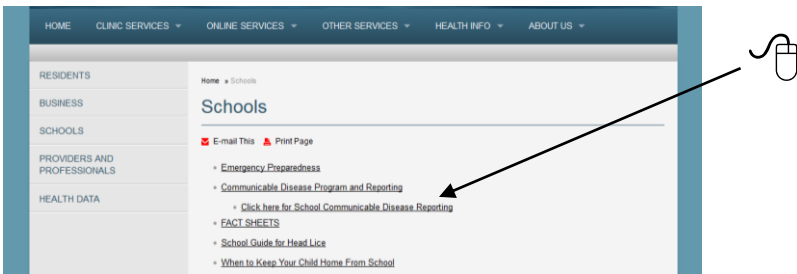 HOME CLINIC SERVICES ONLINE SERVICES OTHER SERVICES HEALTH INFO ABOUT US
RESIDENTS
BUSINESS
SCHOOLS
PROVIDERS AND
PROFESSIONALS
HEALTH DATA
Home » Schools
Schools
E-mail This Print Page
Emergency Preparedness
Communicable Disease Program and Reporting
Click here for School Communicable Disease Reporting
FACT SHEETS
School Guide for Head Lice
When to Keep Your Child Home From School